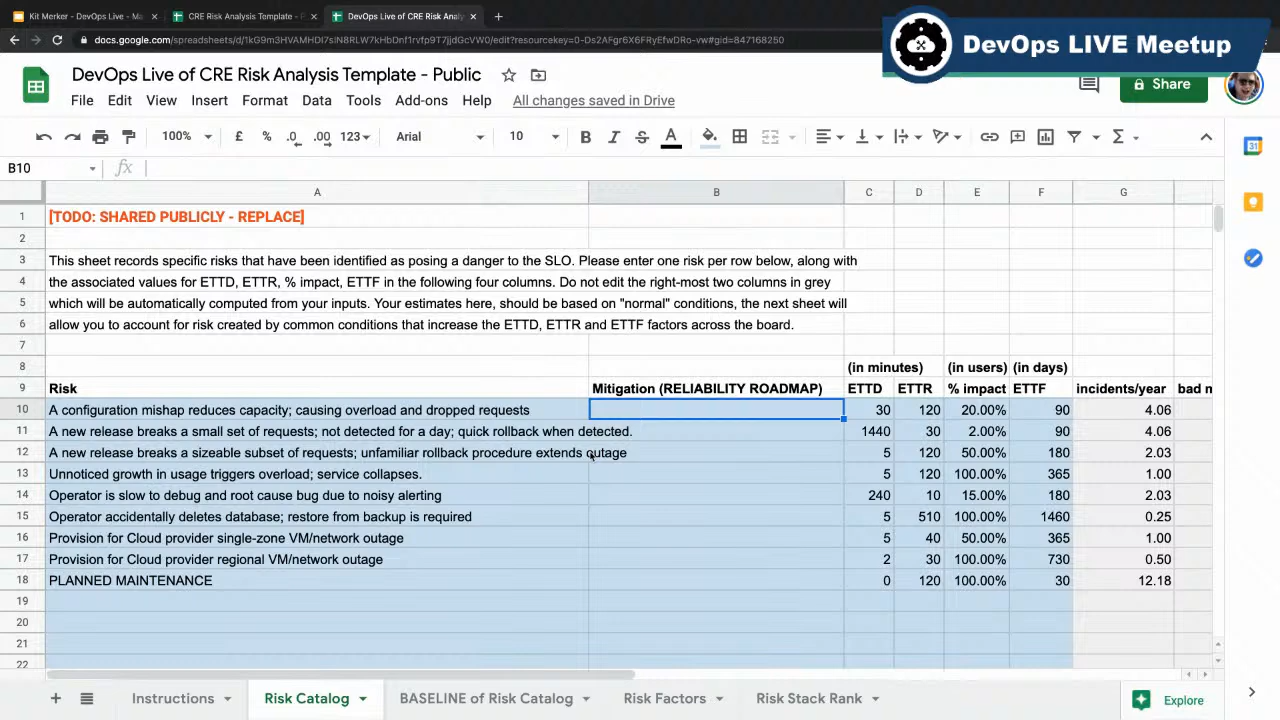 Kit Merker - DevOps Live - Ma
CRE Risk Analysis Template - P
DevOps Live of CRE Risk Analy
docs.google.com/spreadsheets/d/1kG9m3HVAMHDl7slN8RLW7kHbDnf1rvfp9T7jjdGcVW0/edit?resourcekey=0-Ds2AFgr6X6FRyEfwDRo-vw#gid=847168250
DevOps LIVE Meetup
DevOps Live of CRE Risk Analysis Template - Public
File Edit View Insert Format Data Tools Add-ons Help All changes saved in Drive
Share
100% £ % .0 .00 123 Arial 10 B I S A Σ
B10 fx
A B C D E F G
1 [TODO: SHARED PUBLICLY - REPLACE]
2
3 This sheet records specific risks that have been identified as posing a danger to the SLO. Please enter one risk per row below, along with
4 the associated values for ETTD, ETTR, % impact, ETTF in the following four columns. Do not edit the right-most two columns in grey
5 which will be automatically computed from your inputs. Your estimates here, should be based on "normal" conditions, the next sheet will
6 allow you to account for risk created by common conditions that increase the ETTD, ETTR and ETTF factors across the board.
7
8 (in minutes) (in users) (in days)
9 Risk Mitigation (RELIABILITY ROADMAP) ETTD ETTR % impact ETTF incidents/year bad n
10 A configuration mishap reduces capacity; causing overload and dropped requests 30 120 20.00% 90 4.06
11 A new release breaks a small set of requests; not detected for a day; quick rollback when detected. 1440 30 2.00% 90 4.06
12 A new release breaks a sizeable subset of requests; unfamiliar rollback procedure extends outage 5 120 50.00% 180 2.03
13 Unnoticed growth in usage triggers overload; service collapses. 5 120 100.00% 365 1.00
14 Operator is slow to debug and root cause bug due to noisy alerting 240 10 15.00% 180 2.03
15 Operator accidentally deletes database; restore from backup is required 5 510 100.00% 1460 0.25
16 Provision for Cloud provider single-zone VM/network outage 5 40 50.00% 365 1.00
17 Provision for Cloud provider regional VM/network outage 2 30 100.00% 730 0.50
18 PLANNED MAINTENANCE 0 120 100.00% 30 12.18
19
20
21
22
Instructions Risk Catalog BASELINE of Risk Catalog Risk Factors Risk Stack Rank Explore
31